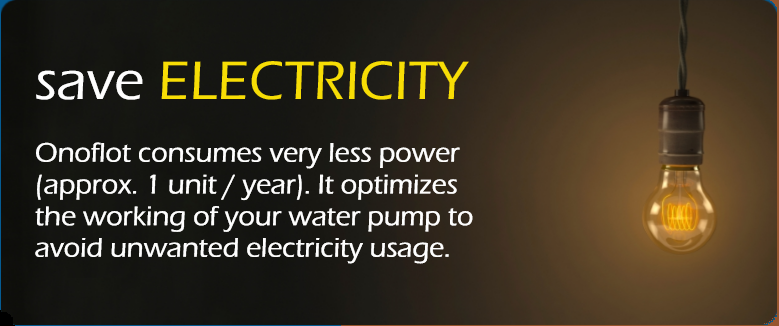 save ELECTRICITY
Onoflot consumes very less power
(approx. 1 unit / year). It optimizes
the working of your water pump to
avoid unwanted electricity usage.